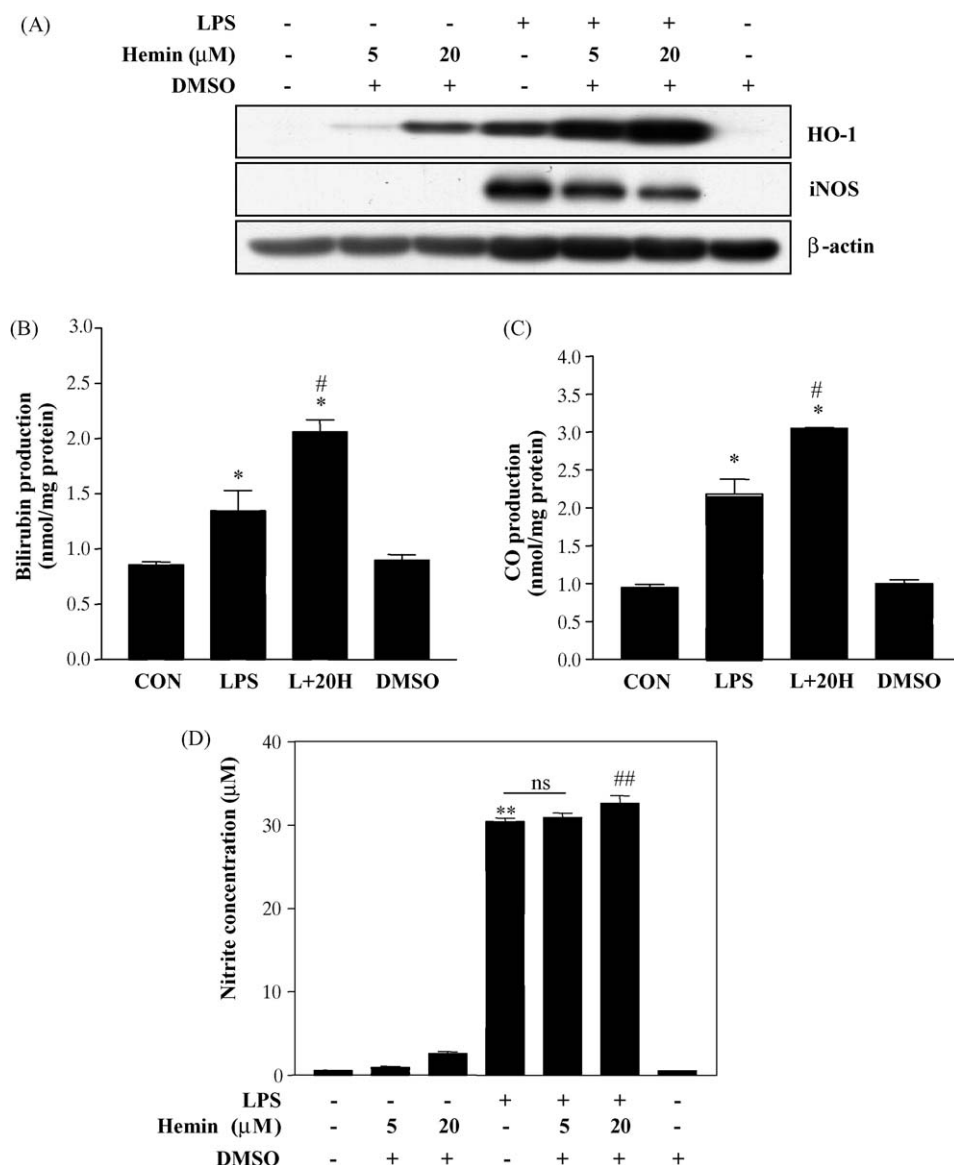 (A)
LPS - - - + + + -
Hemin (μM) - 5 20 - 5 20 -
DMSO - + + - + + +
HO-1
iNOS
β-actin
(B)
Bilirubin production
(nmol/mg protein)
3.0
2.5
2.0
1.5
1.0
0.5
0.0
*
#
*
CON LPS L+20H DMSO
(C)
CO production
(nmol/mg protein)
4.0
3.5
3.0
2.5
2.0
1.5
1.0
0.5
0.0
*
#
*
CON LPS L+20H DMSO
(D)
Nitrite concentration (μM)
40
30
20
10
0
**
ns
##
LPS - - - + + + -
Hemin (μM) - 5 20 - 5 20 -
DMSO - + + - + + +